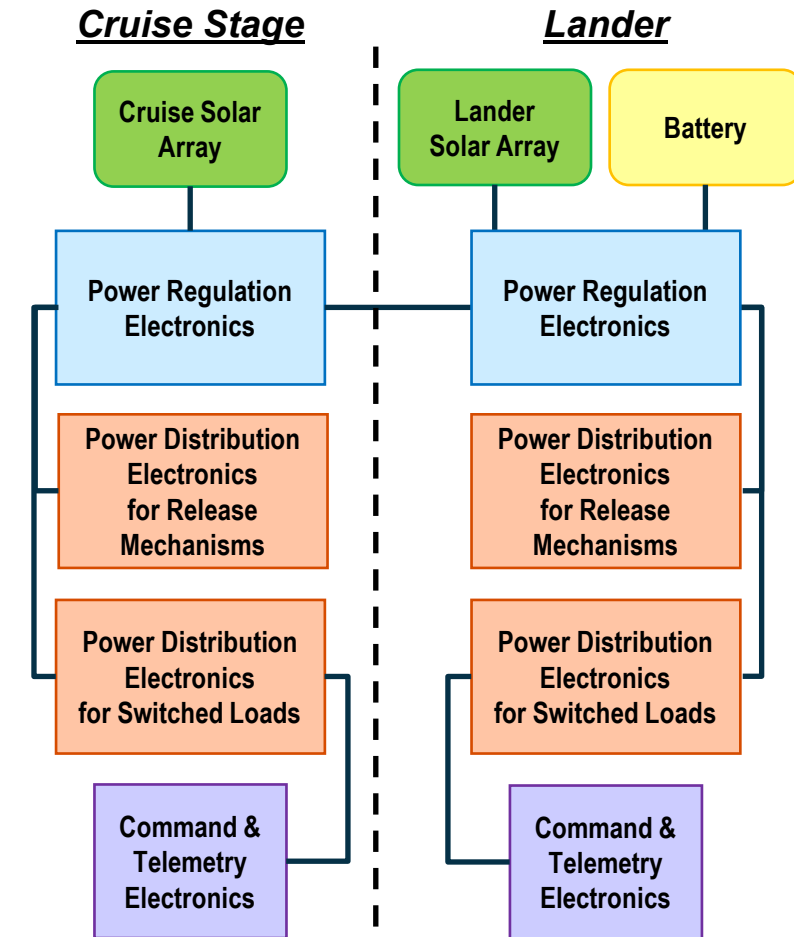 Cruise Stage
Cruise Solar
Array
Power Regulation
Electronics
Power Distribution
Electronics
for Release
Mechanisms
Power Distribution
Electronics
for Switched Loads
Command &
Telemetry
Electronics
Lander
Lander
Solar Array
Battery
Power Regulation
Electronics
Power Distribution
Electronics
for Release
Mechanisms
Power Distribution
Electronics
for Switched Loads
Command &
Telemetry
Electronics